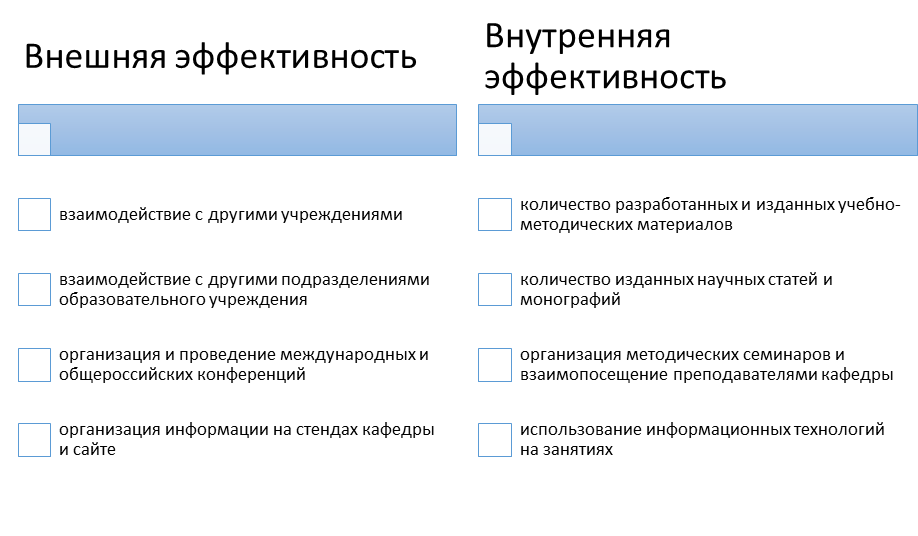 Внешняя эффективность
взаимодействие с другими учреждениями
взаимодействие с другими подразделениями
образовательного учреждения
организация и проведение международных и
общероссийских конференций
организация информации на стендах кафедры
и сайте
Внутренняя
эффективность
количество разработанных и изданных учебно-
методических материалов
количество изданных научных статей и
монографий
организация методических семинаров и
взаимопосещение преподавателями кафедры
использование информационных технологий
на занятиях